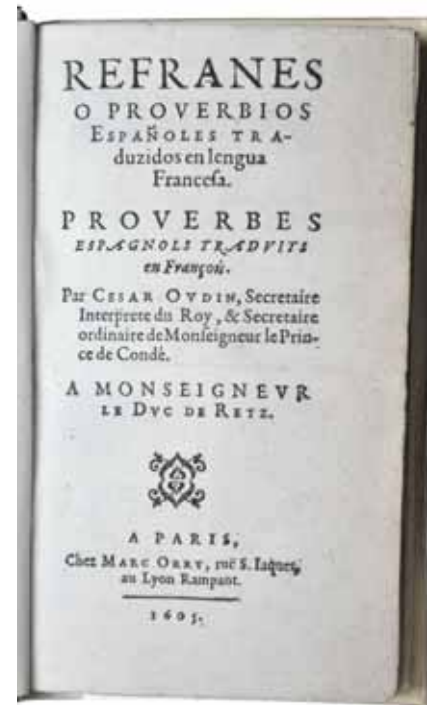 REFRANES
O PROVERBIOS
ESPAÑOLES TRA-
duzidos en lengua
Francesa.
PROVERBES
ESPAGNOLS TRADVITS
en François.
Par CESAR OVDIN, Secretaire
Interprete du Roy, & Secretaire
ordinaire de Monseigneur le Prin-
ce de Condé.
A MONSEIGNEVR
LE DVC DE RETZ.
A PARIS,
Chez MARC ORRY, ruë S. Iaques,
au Lyon Rampant.
1605.